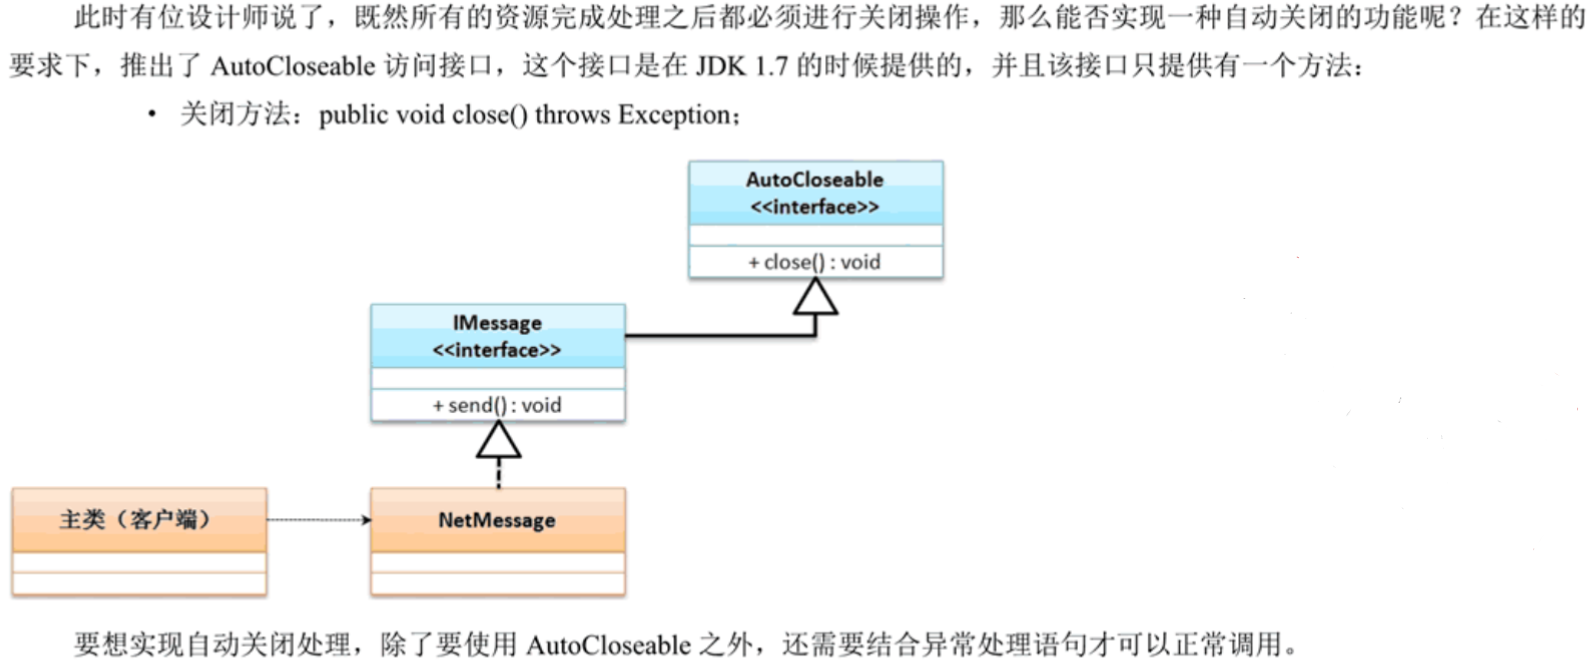 此时有位设计师说了，既然所有的资源完成处理之后都必须进行关闭操作，那么能否实现一种自动关闭的功能呢？在这样的
要求下，推出了 AutoCloseable 访问接口，这个接口是在 JDK 1.7 的时候提供的，并且该接口只提供有一个方法：
• 关闭方法：public void close() throws Exception；
AutoCloseable
<<interface>>
+ close() : void
IMessage
<<interface>>
+ send() : void
主类（客户端）
NetMessage
要想实现自动关闭处理，除了要使用 AutoCloseable 之外，还需要结合异常处理语句才可以正常调用。